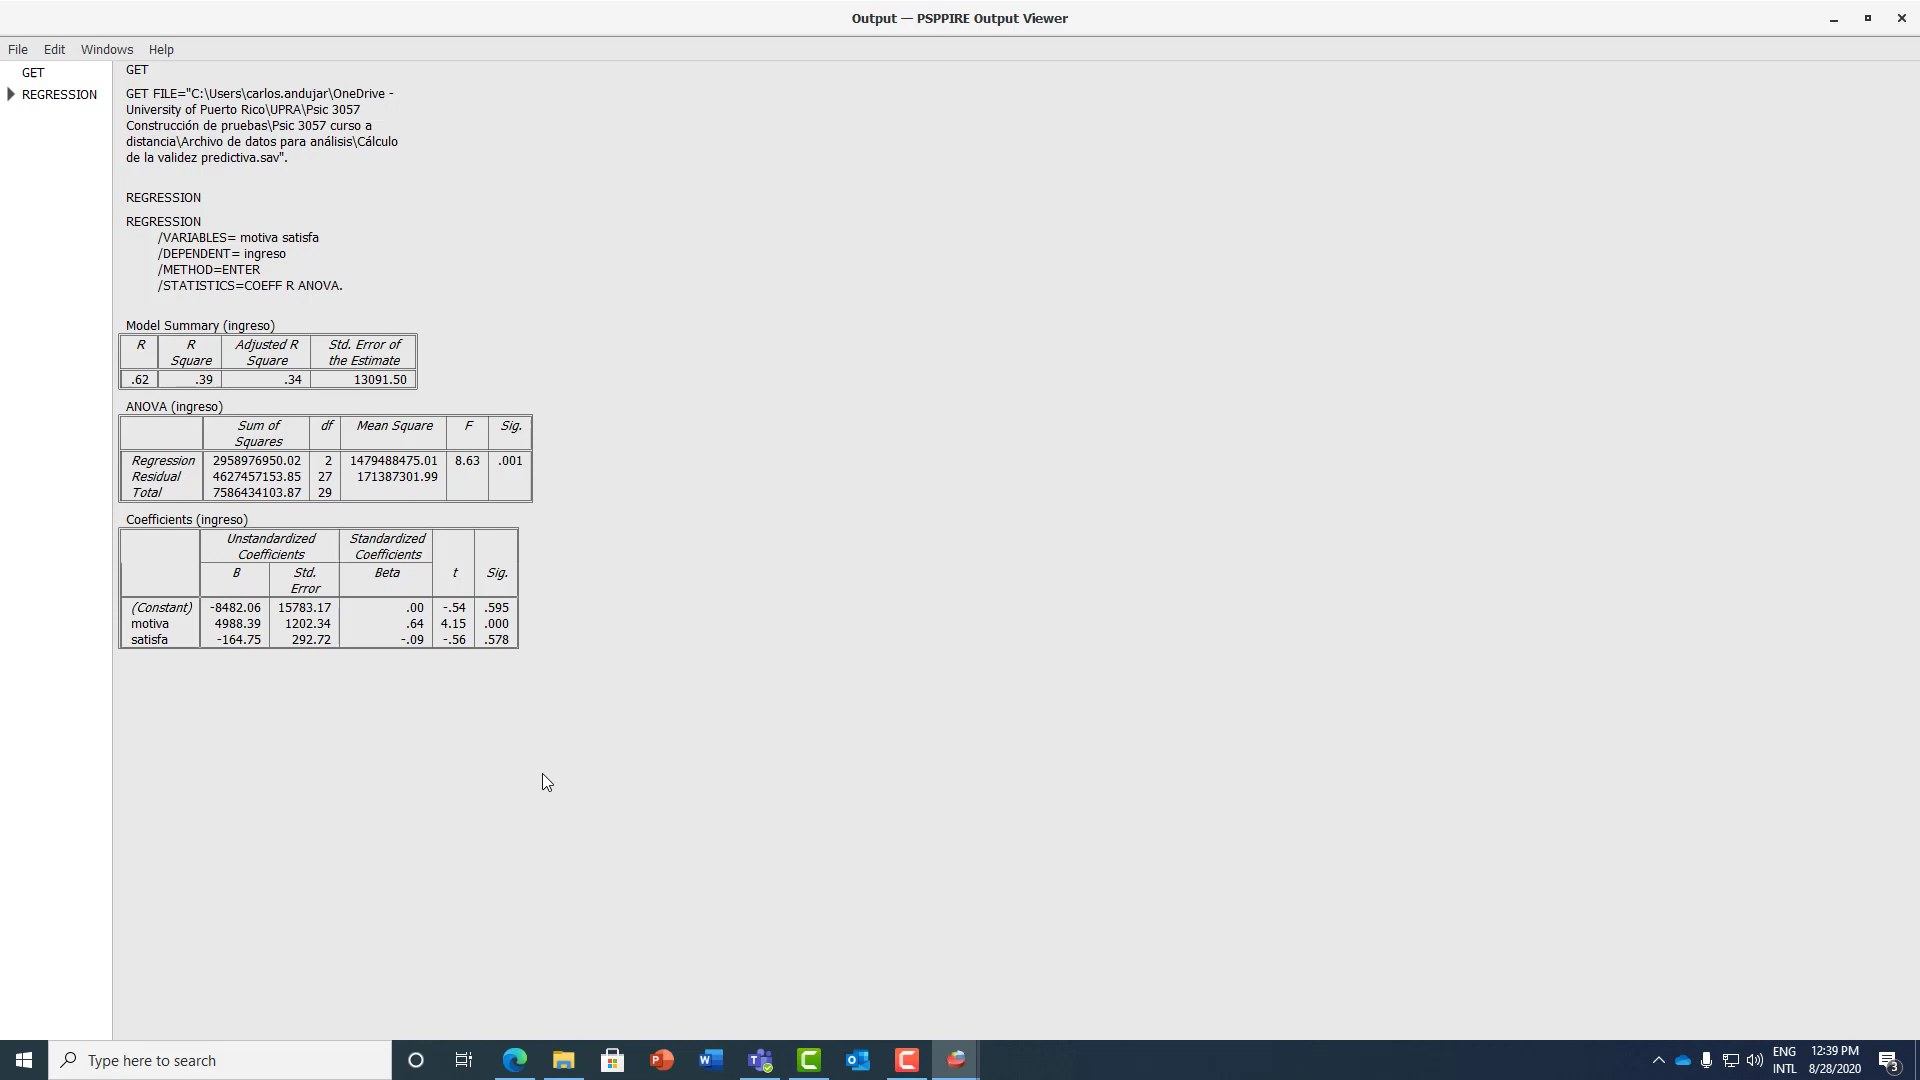 Output — PSPPIRE Output Viewer
File Edit Windows Help
GET
REGRESSION
GET
GET FILE="C:\Users\carlos.andujar\OneDrive -
University of Puerto Rico\UPRA\Psic 3057
Construcción de pruebas\Psic 3057 curso a
distancia\Archivo de datos para análisis\Cálculo
de la validez predictiva.sav".
REGRESSION
REGRESSION
/VARIABLES= motiva satisfa
/DEPENDENT= ingreso
/METHOD=ENTER
/STATISTICS=COEFF R ANOVA.
Model Summary (ingreso)
R R Adjusted R Std. Error of
Square Square the Estimate
.62 .39 .34 13091.50
ANOVA (ingreso)
Sum of df Mean Square F Sig.
Squares
Regression 2958976950.02 2 1479488475.01 8.63 .001
Residual 4627457153.85 27 171387301.99
Total 7586434103.87 29
Coefficients (ingreso)
Unstandardized Standardized
Coefficients Coefficients
B Std. Beta t Sig.
Error
(Constant) -8482.06 15783.17 .00 -.54 .595
motiva 4988.39 1202.34 .64 4.15 .000
satisfa -164.75 292.72 -.09 -.56 .578
Type here to search
ENG 12:39 PM
INTL 8/28/2020
3